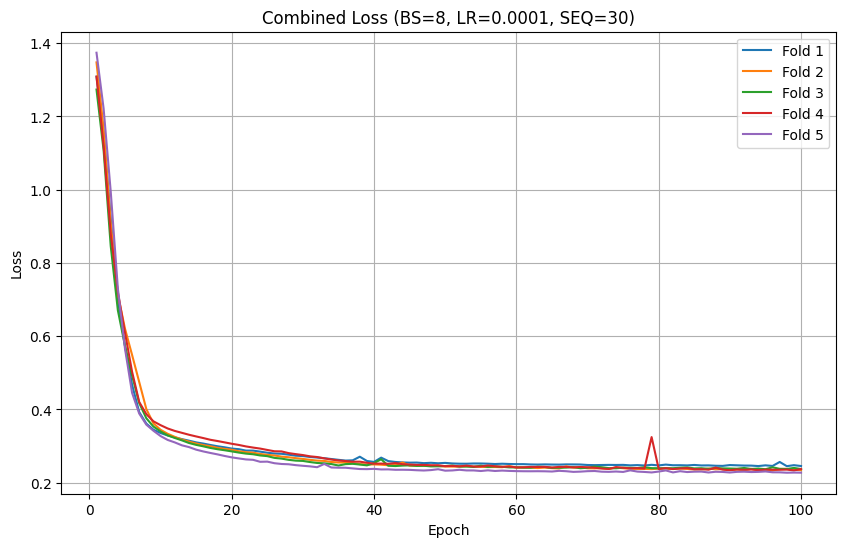 Combined Loss (BS=8, LR=0.0001, SEQ=30)
1.4
1.2
1.0
0.8
0.6
0.4
0.2
Loss
Fold 1
Fold 2
Fold 3
Fold 4
Fold 5
0 20 40 60 80 100
Epoch